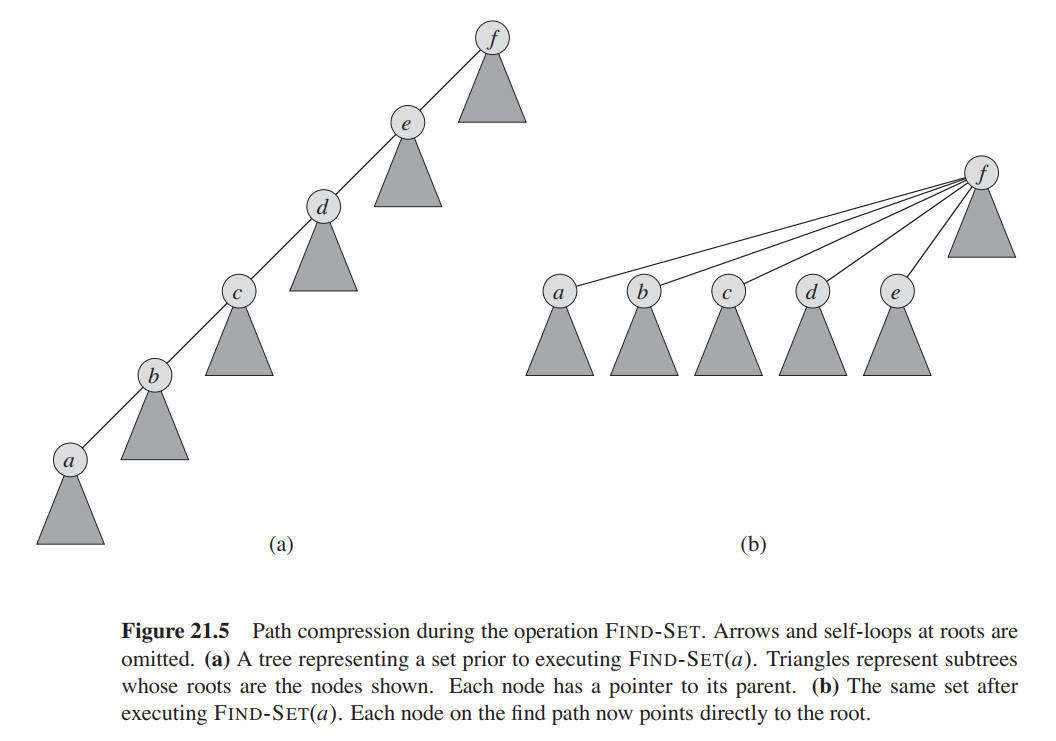 f
e
d
c
b
a
(a)
f
a b c d e
(b)
Figure 21.5 Path compression during the operation FIND-SET. Arrows and self-loops at roots are
omitted. (a) A tree representing a set prior to executing FIND-SET(a). Triangles represent subtrees
whose roots are the nodes shown. Each node has a pointer to its parent. (b) The same set after
executing FIND-SET(a). Each node on the find path now points directly to the root.